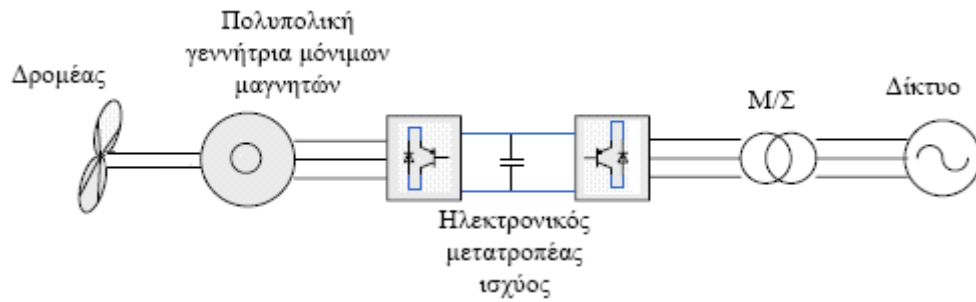 Πολυπολική
γεννήτρια μόνιμων
μαγνητών
Δρομέας
Μ/Σ
Δίκτυο
Ηλεκτρονικός
μετατροπέας
ισχύος